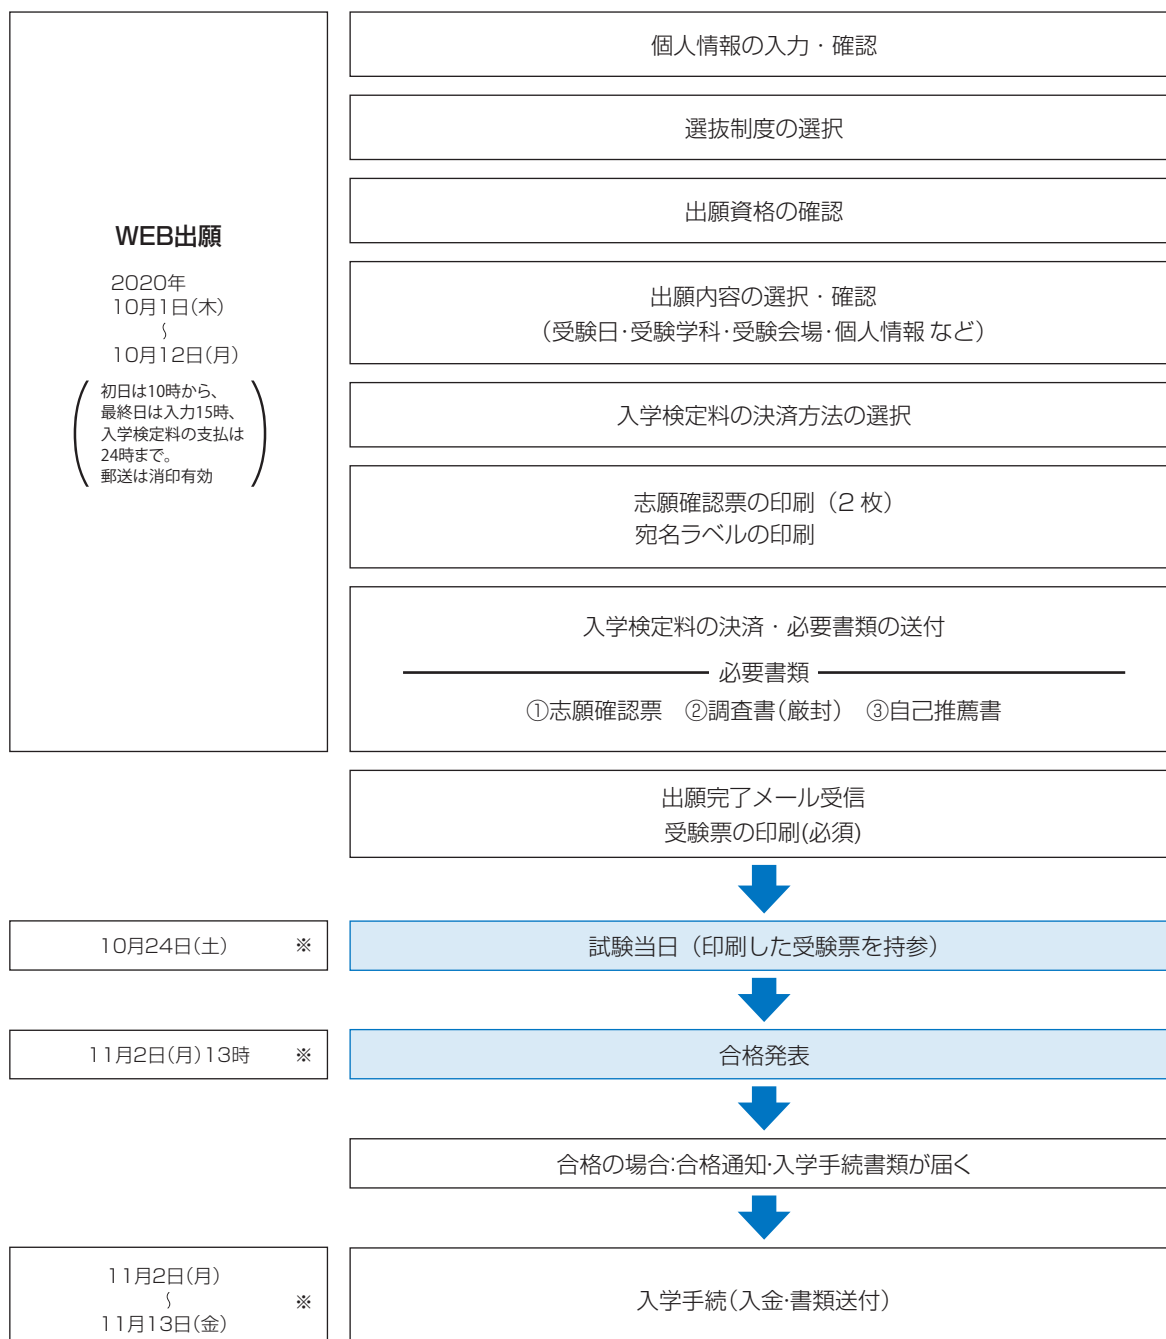 WEB出願
2020年
10月1日(木)
〜
10月12日(月)
初日は10時から、
最終日は入力15時、
入学検定料の支払は
24時まで。
郵送は消印有効
個人情報の入力・確認
選抜制度の選択
出願資格の確認
出願内容の選択・確認
（受験日・受験学科・受験会場・個人情報 など）
入学検定料の決済方法の選択
志願確認票の印刷（2 枚）
宛名ラベルの印刷
入学検定料の決済・必要書類の送付
必要書類
①志願確認票　②調査書（厳封）　③自己推薦書
出願完了メール受信
受験票の印刷(必須)
10月24日(土)　※
試験当日（印刷した受験票を持参）
11月2日(月)13時　※
合格発表
合格の場合:合格通知・入学手続書類が届く
11月2日(月)
〜　※
11月13日(金)
入学手続（入金・書類送付）